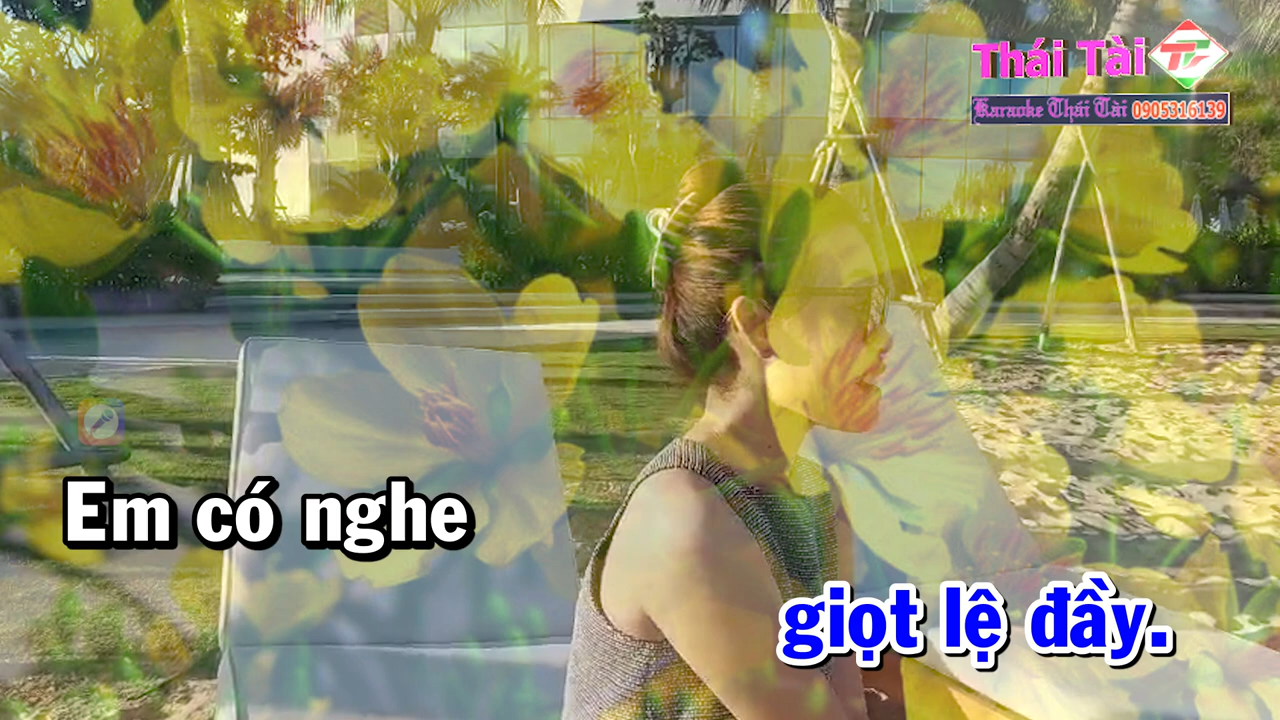 Thái Tài
Karaoke Thái Tài 0905316139
Em có nghe
giọt lệ đầy.